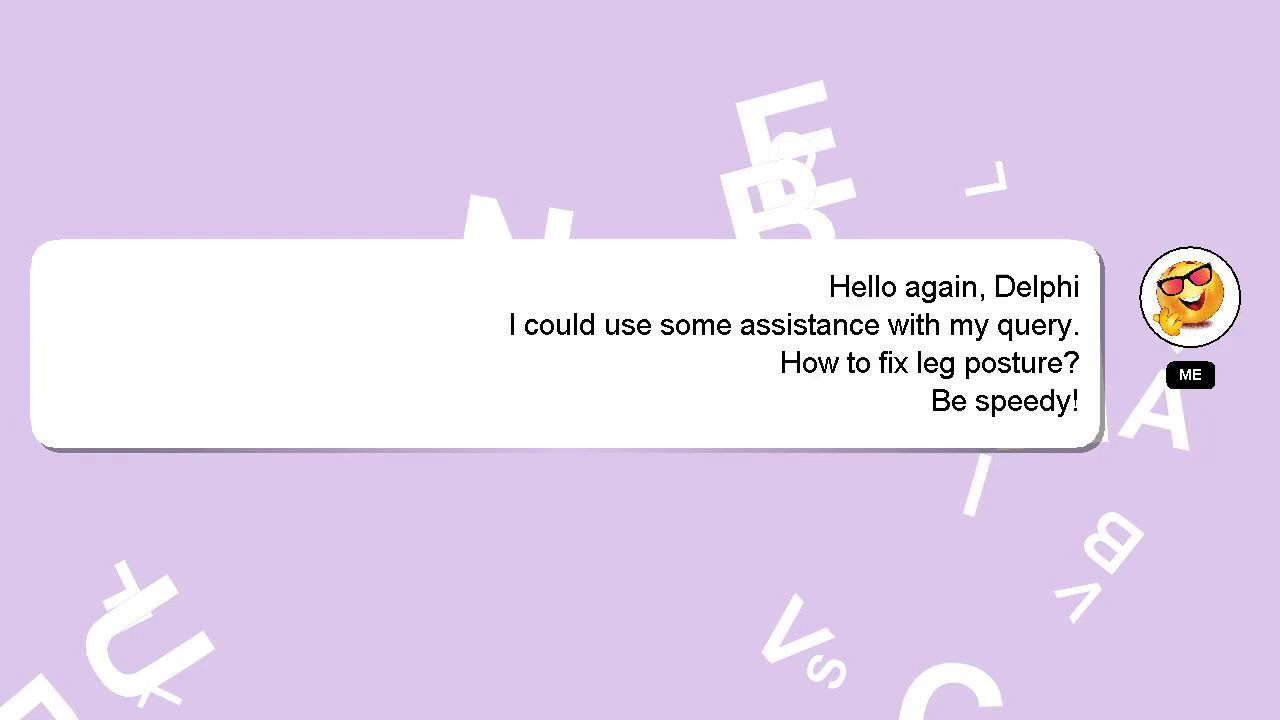 Hello again, Delphi
I could use some assistance with my query.
How to fix leg posture?
Be speedy!
ME